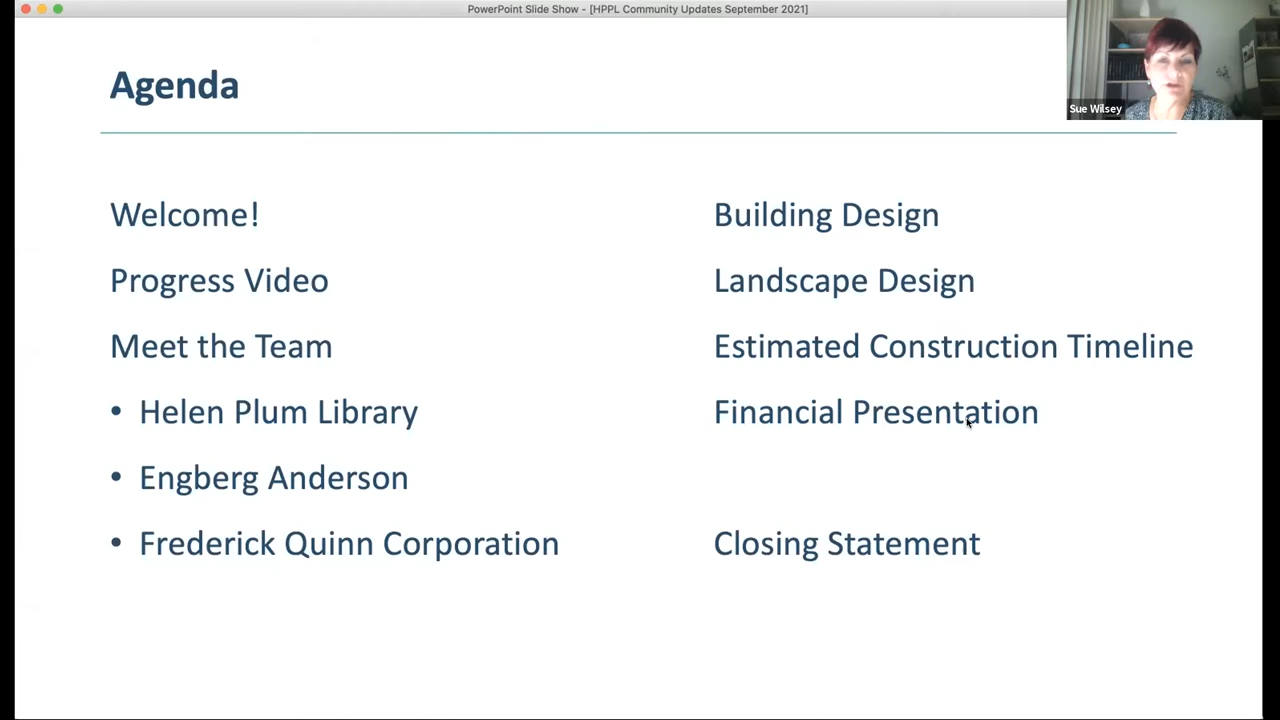 PowerPoint Slide Show - [HPPL Community Updates September 2021]
Sue Wilsey
Agenda
Welcome!
Progress Video
Meet the Team
• Helen Plum Library
• Engberg Anderson
• Frederick Quinn Corporation
Building Design
Landscape Design
Estimated Construction Timeline
Financial Presentation
Closing Statement